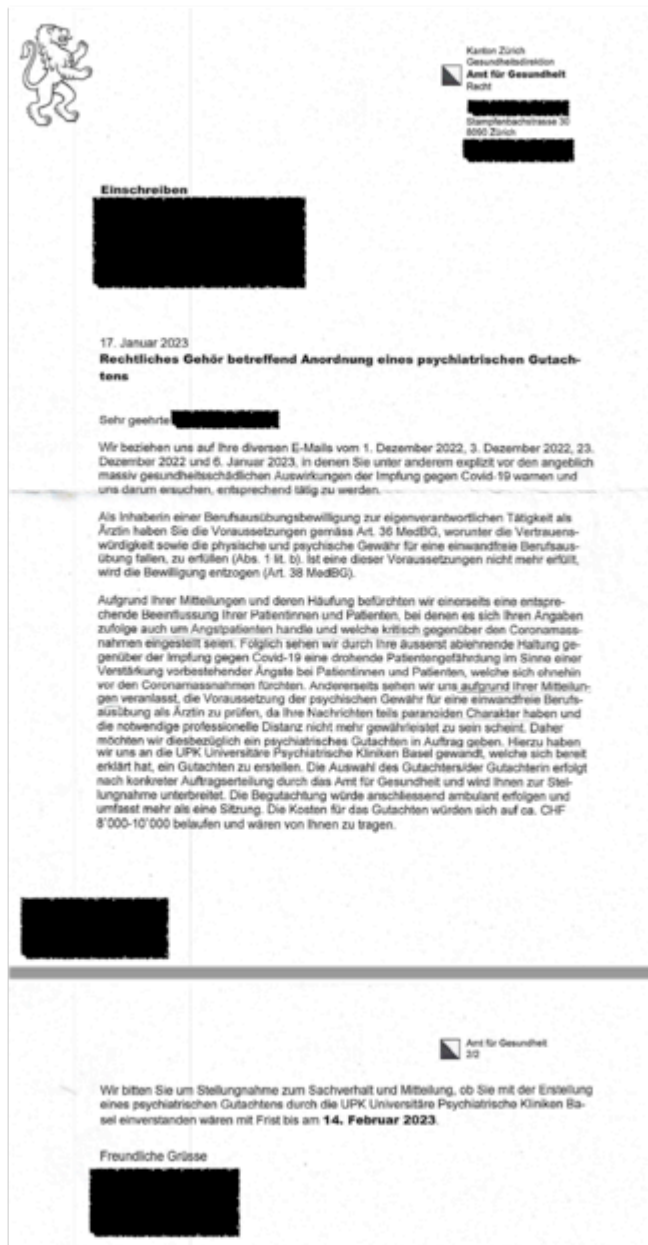 Kanton Zürich
Gesundheitsdirektion
Amt für Gesundheit
Recht
Stampfenbachstrasse 30
8090 Zürich
Einschreiben
17. Januar 2023
Rechtliches Gehör betreffend Anordnung eines psychiatrischen Gutach-
tens
Sehr geehrte
Wir beziehen uns auf Ihre diversen E-Mails vom 1. Dezember 2022, 3. Dezember 2022, 23.
Dezember 2022 und 6. Januar 2023, in denen Sie unter anderem explizit vor den angeblich
massiv gesundheitsschädlichen Auswirkungen der Impfung gegen Covid-19 warnen und
uns darum ersuchen, entsprechend tätig zu werden.
Als Inhaberin einer Berufsausübungsbewilligung zur eigenverantwortlichen Tätigkeit als
Ärztin haben Sie die Voraussetzungen gemäss Art. 36 MedBG, worunter die Vertrauens-
würdigkeit sowie die physische und psychische Gewähr für eine einwandfreie Berufsaus-
übung fallen, zu erfüllen (Abs. 1 lit. b). Ist eine dieser Voraussetzungen nicht mehr erfüllt,
wird die Bewilligung entzogen (Art. 38 MedBG).
Aufgrund Ihrer Mitteilungen und deren Häufung befürchten wir einerseits eine entspre-
chende Beeinflussung Ihrer Patientinnen und Patienten, bei denen es sich Ihren Angaben
zufolge auch um Angstpatienten handle und welche kritisch gegenüber den Coronamass-
nahmen eingestellt seien. Folglich sehen wir durch Ihre äusserst ablehnende Haltung ge-
genüber der Impfung gegen Covid-19 eine drohende Patientengefährdung im Sinne einer
Verstärkung vorbestehender Ängste bei Patientinnen und Patienten, welche sich ohnehin
vor den Coronamassnahmen fürchten. Andererseits sehen wir uns aufgrund Ihrer Mitteilun-
gen veranlasst, die Voraussetzung der psychischen Gewähr für eine einwandfreie Berufs-
ausübung als Ärztin zu prüfen, da Ihre Nachrichten teils paranoiden Charakter haben und
die notwendige professionelle Distanz nicht mehr gewährleistet zu sein scheint. Daher
möchten wir diesbezüglich ein psychiatrisches Gutachten in Auftrag geben. Hierzu haben
wir uns an die UPK Universitäre Psychiatrische Kliniken Basel gewandt, welche sich bereit
erklärt hat, ein Gutachten zu erstellen. Die Auswahl des Gutachters/der Gutachterin erfolgt
nach konkreter Auftragserteilung durch das Amt für Gesundheit und wird Ihnen zur Stel-
lungnahme unterbreitet. Die Begutachtung würde anschliessend ambulant erfolgen und
umfasst mehr als eine Sitzung. Die Kosten für das Gutachten würden sich auf ca. CHF
8'000-10'000 belaufen und wären von Ihnen zu tragen.
Amt für Gesundheit
2/2
Wir bitten Sie um Stellungnahme zum Sachverhalt und Mitteilung, ob Sie mit der Erstellung
eines psychiatrischen Gutachtens durch die UPK Universitäre Psychiatrische Kliniken Ba-
sel einverstanden wären mit Frist bis am 14. Februar 2023.
Freundliche Grüsse